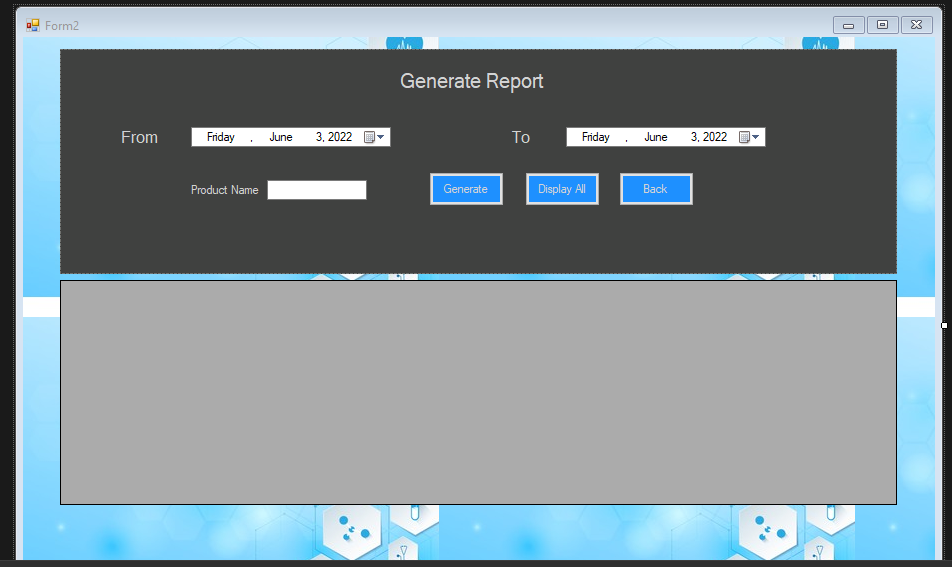 Form2
Generate Report
From Friday , June 3, 2022 To Friday , June 3, 2022
Product Name Generate Display All Back